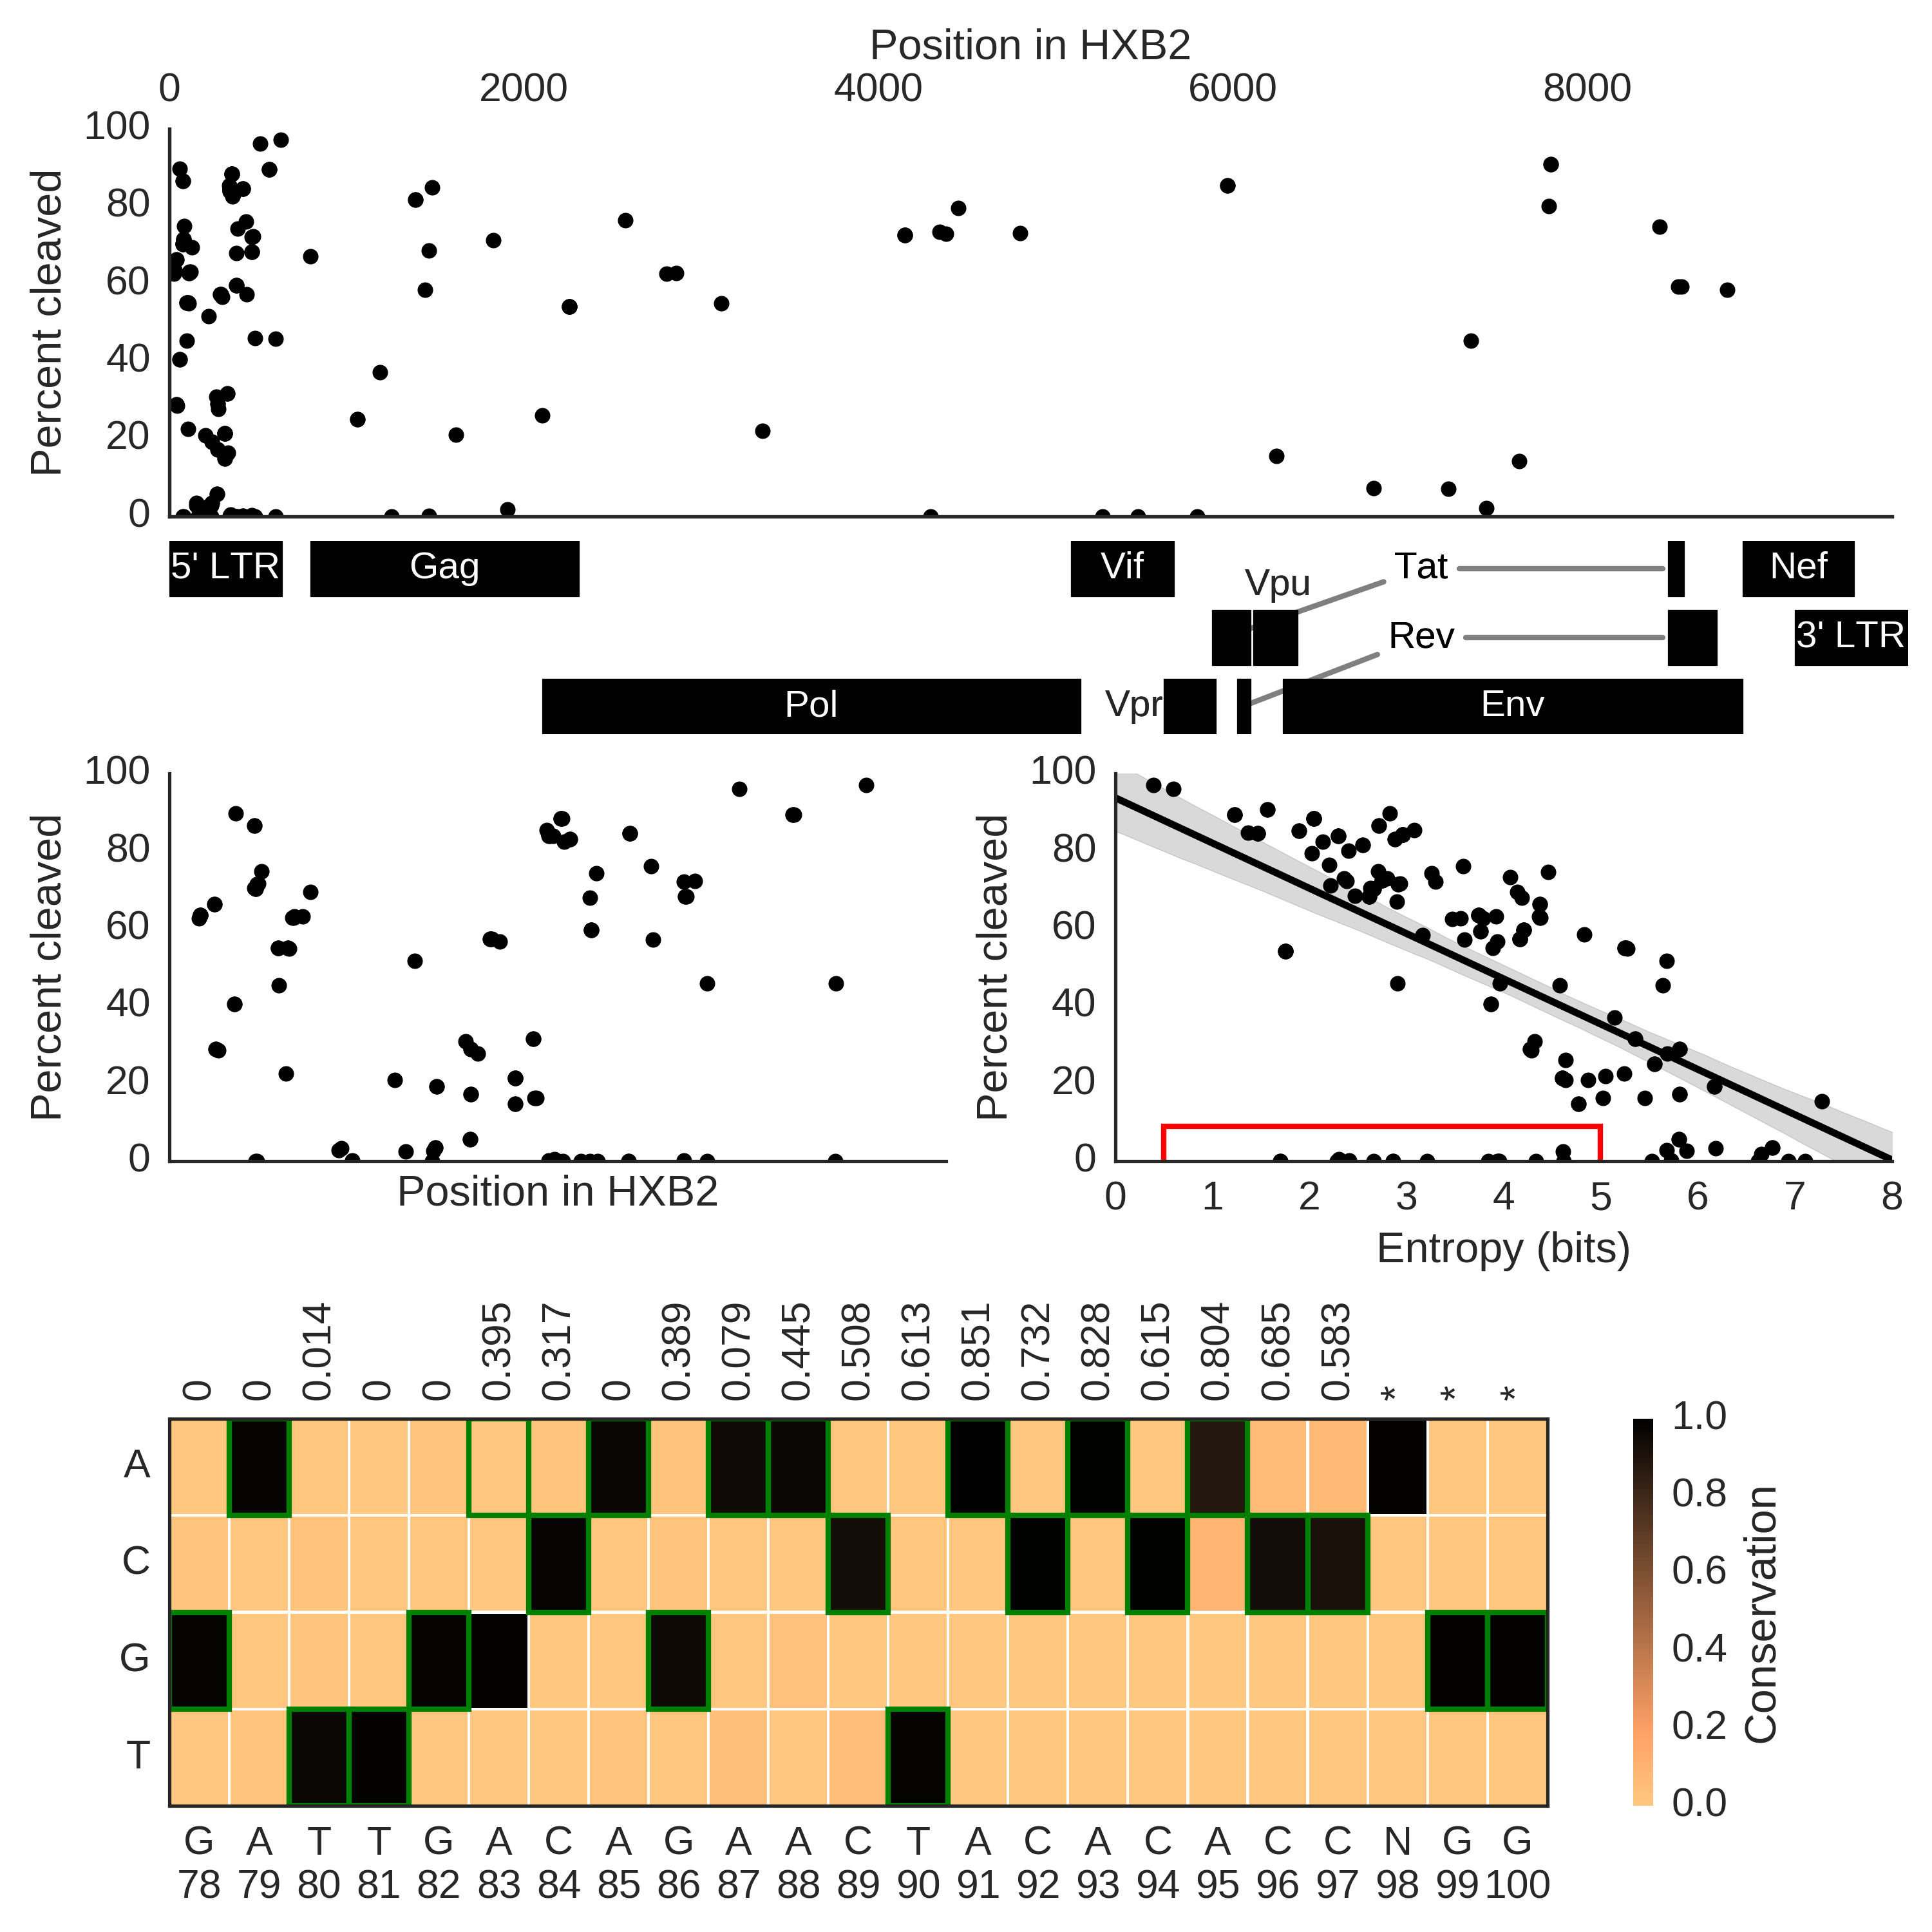 Position in HXB2
0 2000 4000 6000 8000
100
80
60
40
20
0
Percent cleaved
5' LTR Gag Vif Tat Nef
Vpu
Rev 3' LTR
Pol Vpr Env
100
80
60
40
20
0
Percent cleaved
Position in HXB2
100
80
60
40
20
0
Percent cleaved
0 1 2 3 4 5 6 7 8
Entropy (bits)
0 0 0.014 0 0 0.395 0.317 0 0.389 0.079 0.445 0.508 0.613 0.851 0.732 0.828 0.615 0.804 0.685 0.583 * * *
A
C
G
T
G A T T G A C A G A A C T A C A C A C C N G G
78 79 80 81 82 83 84 85 86 87 88 89 90 91 92 93 94 95 96 97 98 99 100
1.0
0.8
0.6
0.4
0.2
0.0
Conservation